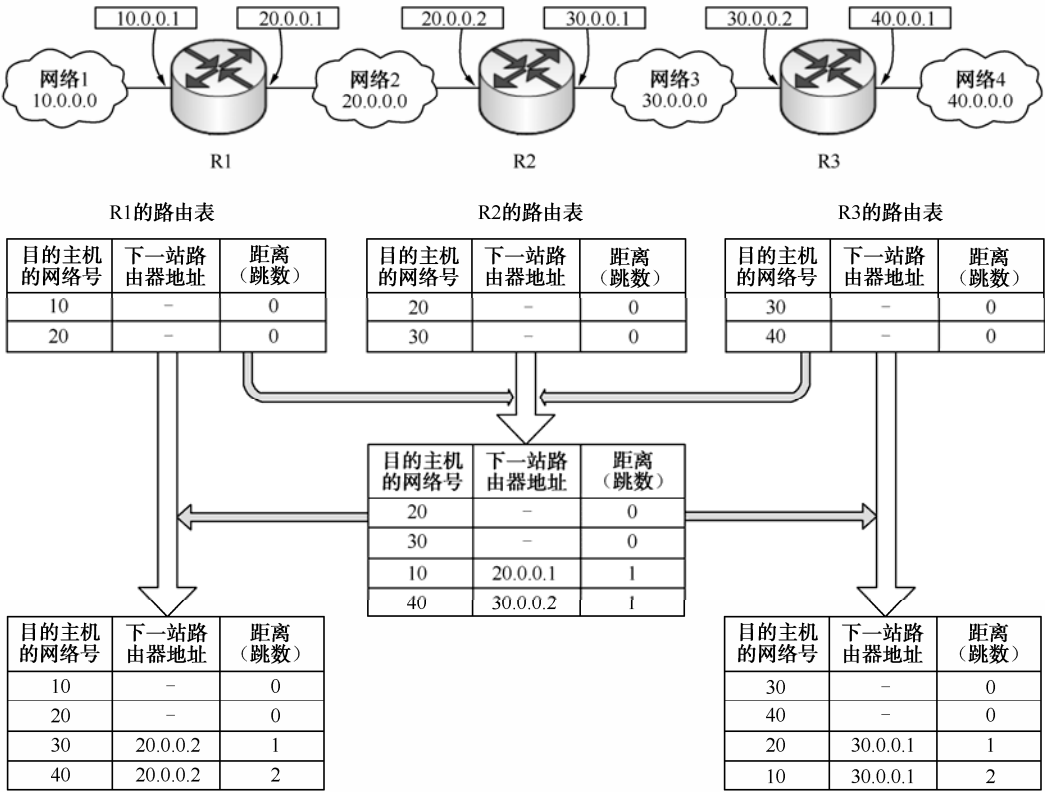 10.0.0.1 20.0.0.1 20.0.0.2 30.0.0.1 30.0.0.2 40.0.0.1
网络1 网络2 网络3 网络4
10.0.0.0 20.0.0.0 30.0.0.0 40.0.0.0
R1 R2 R3
R1的路由表 R2的路由表 R3的路由表
目的主机 下一站路 距离 目的主机 下一站路 距离 目的主机 下一站路 距离
的网络号 由器地址 (跳数) 的网络号 由器地址 (跳数) 的网络号 由器地址 (跳数)
10 - 0 20 - 0 30 - 0
20 - 0 30 - 0 40 - 0
目的主机 下一站路 距离
的网络号 由器地址 (跳数)
20 - 0
30 - 0
10 20.0.0.1 1
40 30.0.0.2 1
目的主机 下一站路 距离 目的主机 下一站路 距离
的网络号 由器地址 (跳数) 的网络号 由器地址 (跳数)
10 - 0 30 - 0
20 - 0 40 - 0
30 20.0.0.2 1 20 30.0.0.1 1
40 20.0.0.2 2 10 30.0.0.1 2